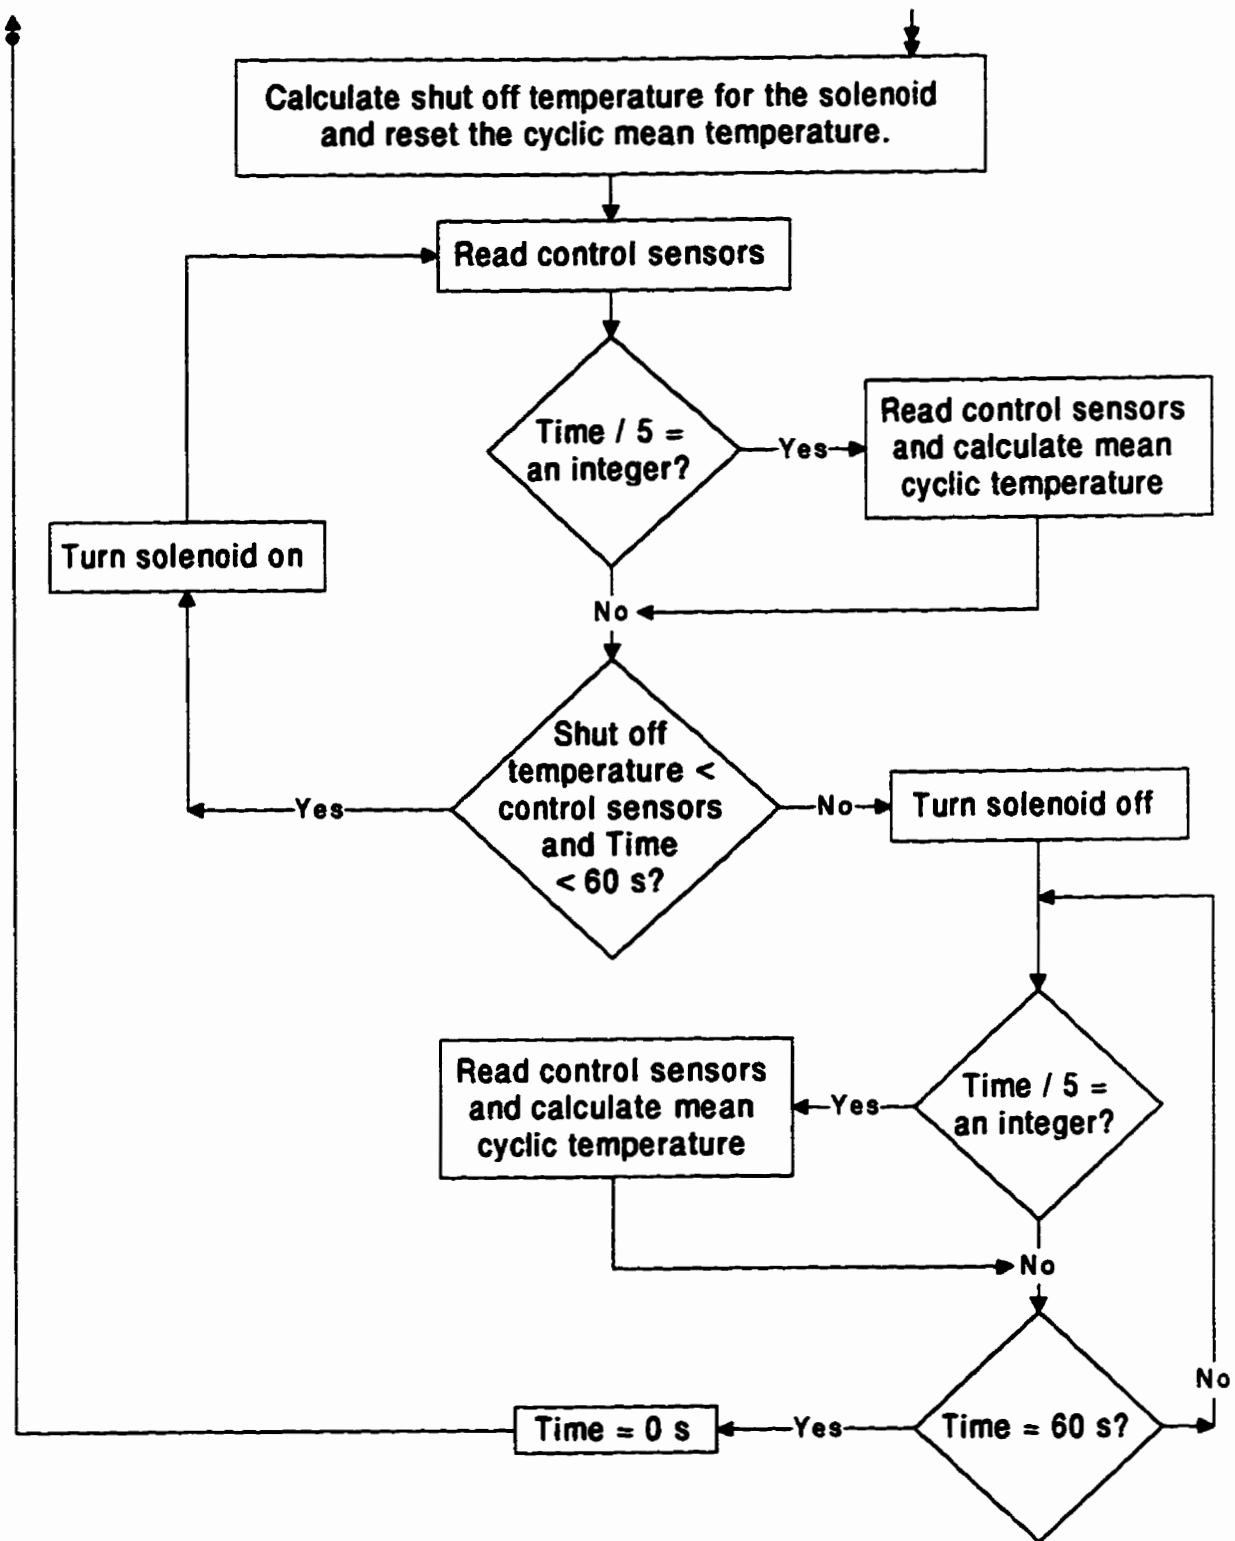 Calculate shut off temperature for the solenoid
and reset the cyclic mean temperature.
Read control sensors
Time / 5 =
an integer?
Yes
Read control sensors
and calculate mean
cyclic temperature
Turn solenoid on
No
Shut off
temperature <
control sensors
and Time
< 60 s?
Yes
No
Turn solenoid off
Time / 5 =
an integer?
Yes
Read control sensors
and calculate mean
cyclic temperature
No
Time = 60 s?
No
Yes
Time = 0 s